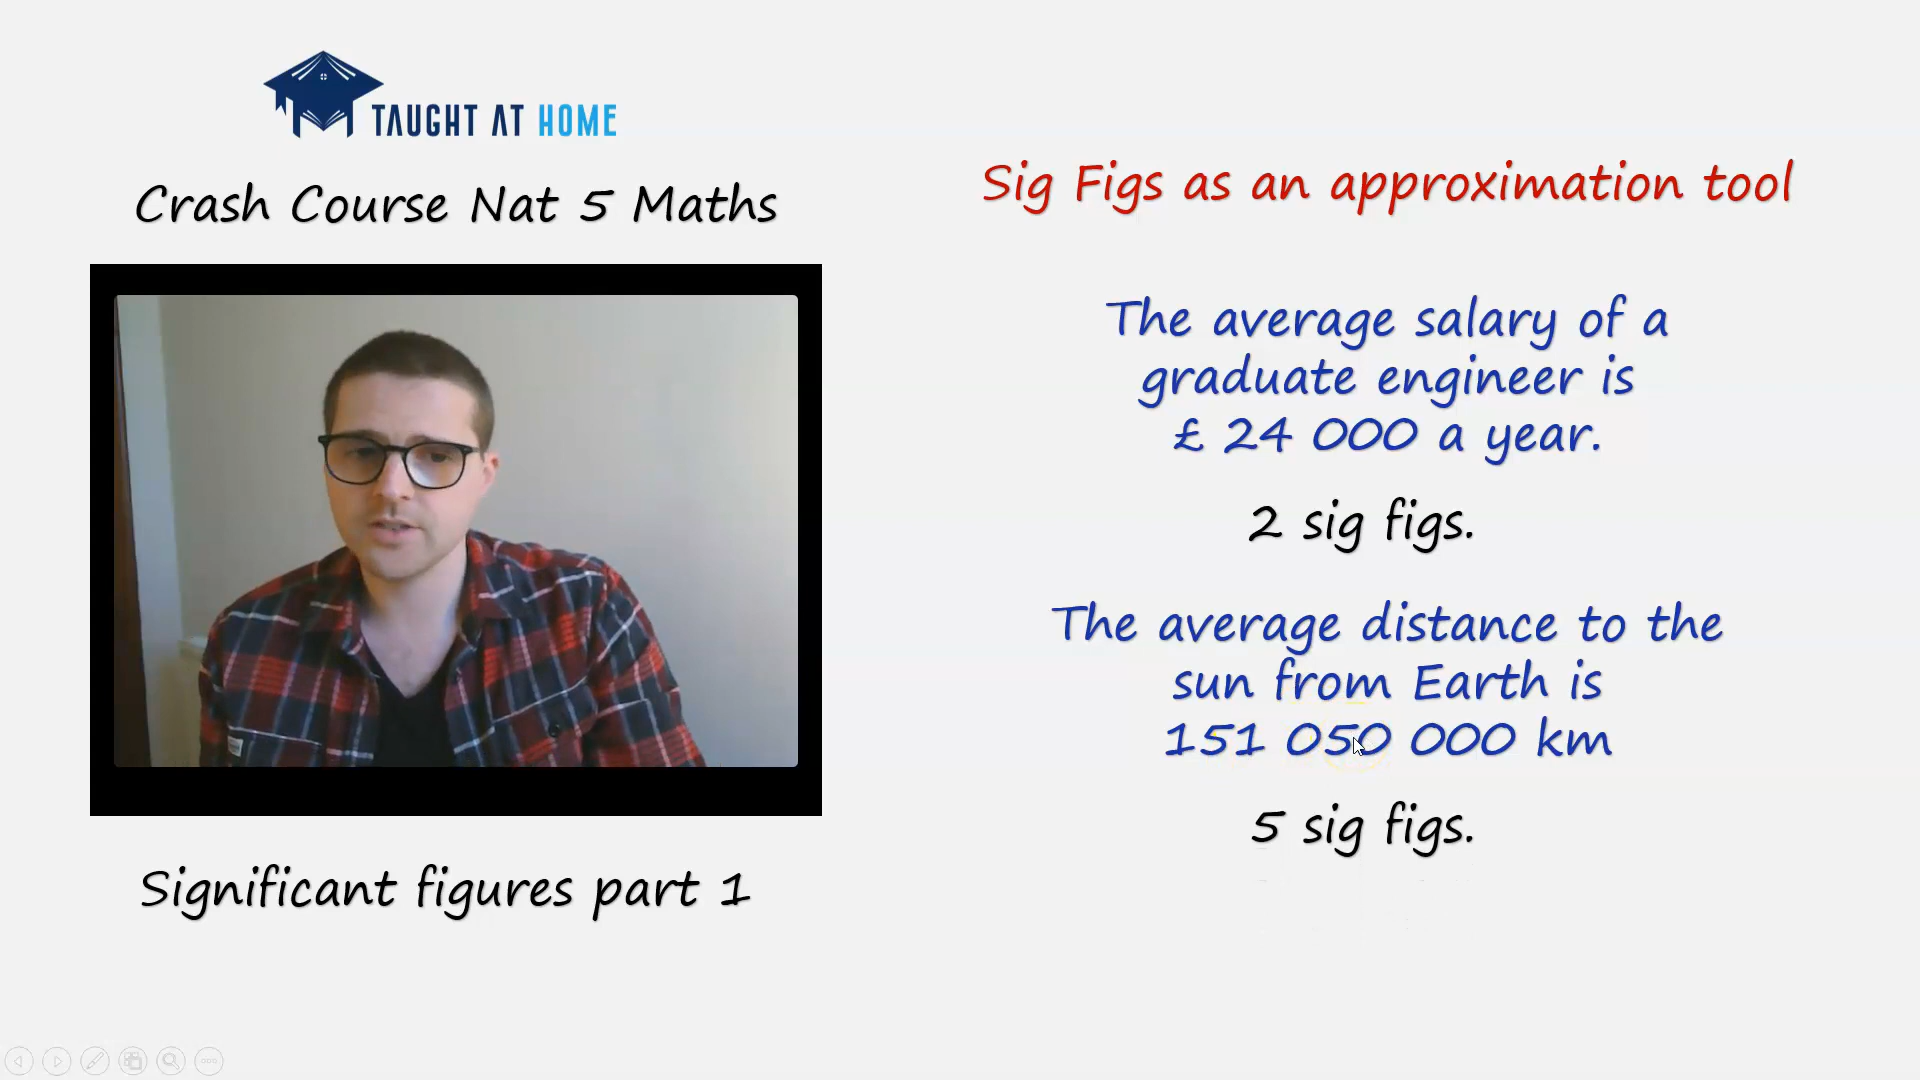 TAUGHT AT HOME
Crash Course Nat 5 Maths
Significant figures part 1
Sig Figs as an approximation tool
The average salary of a
graduate engineer is
£ 24 000 a year.
2 sig figs.
The average distance to the
sun from Earth is
151 050 000 km
5 sig figs.